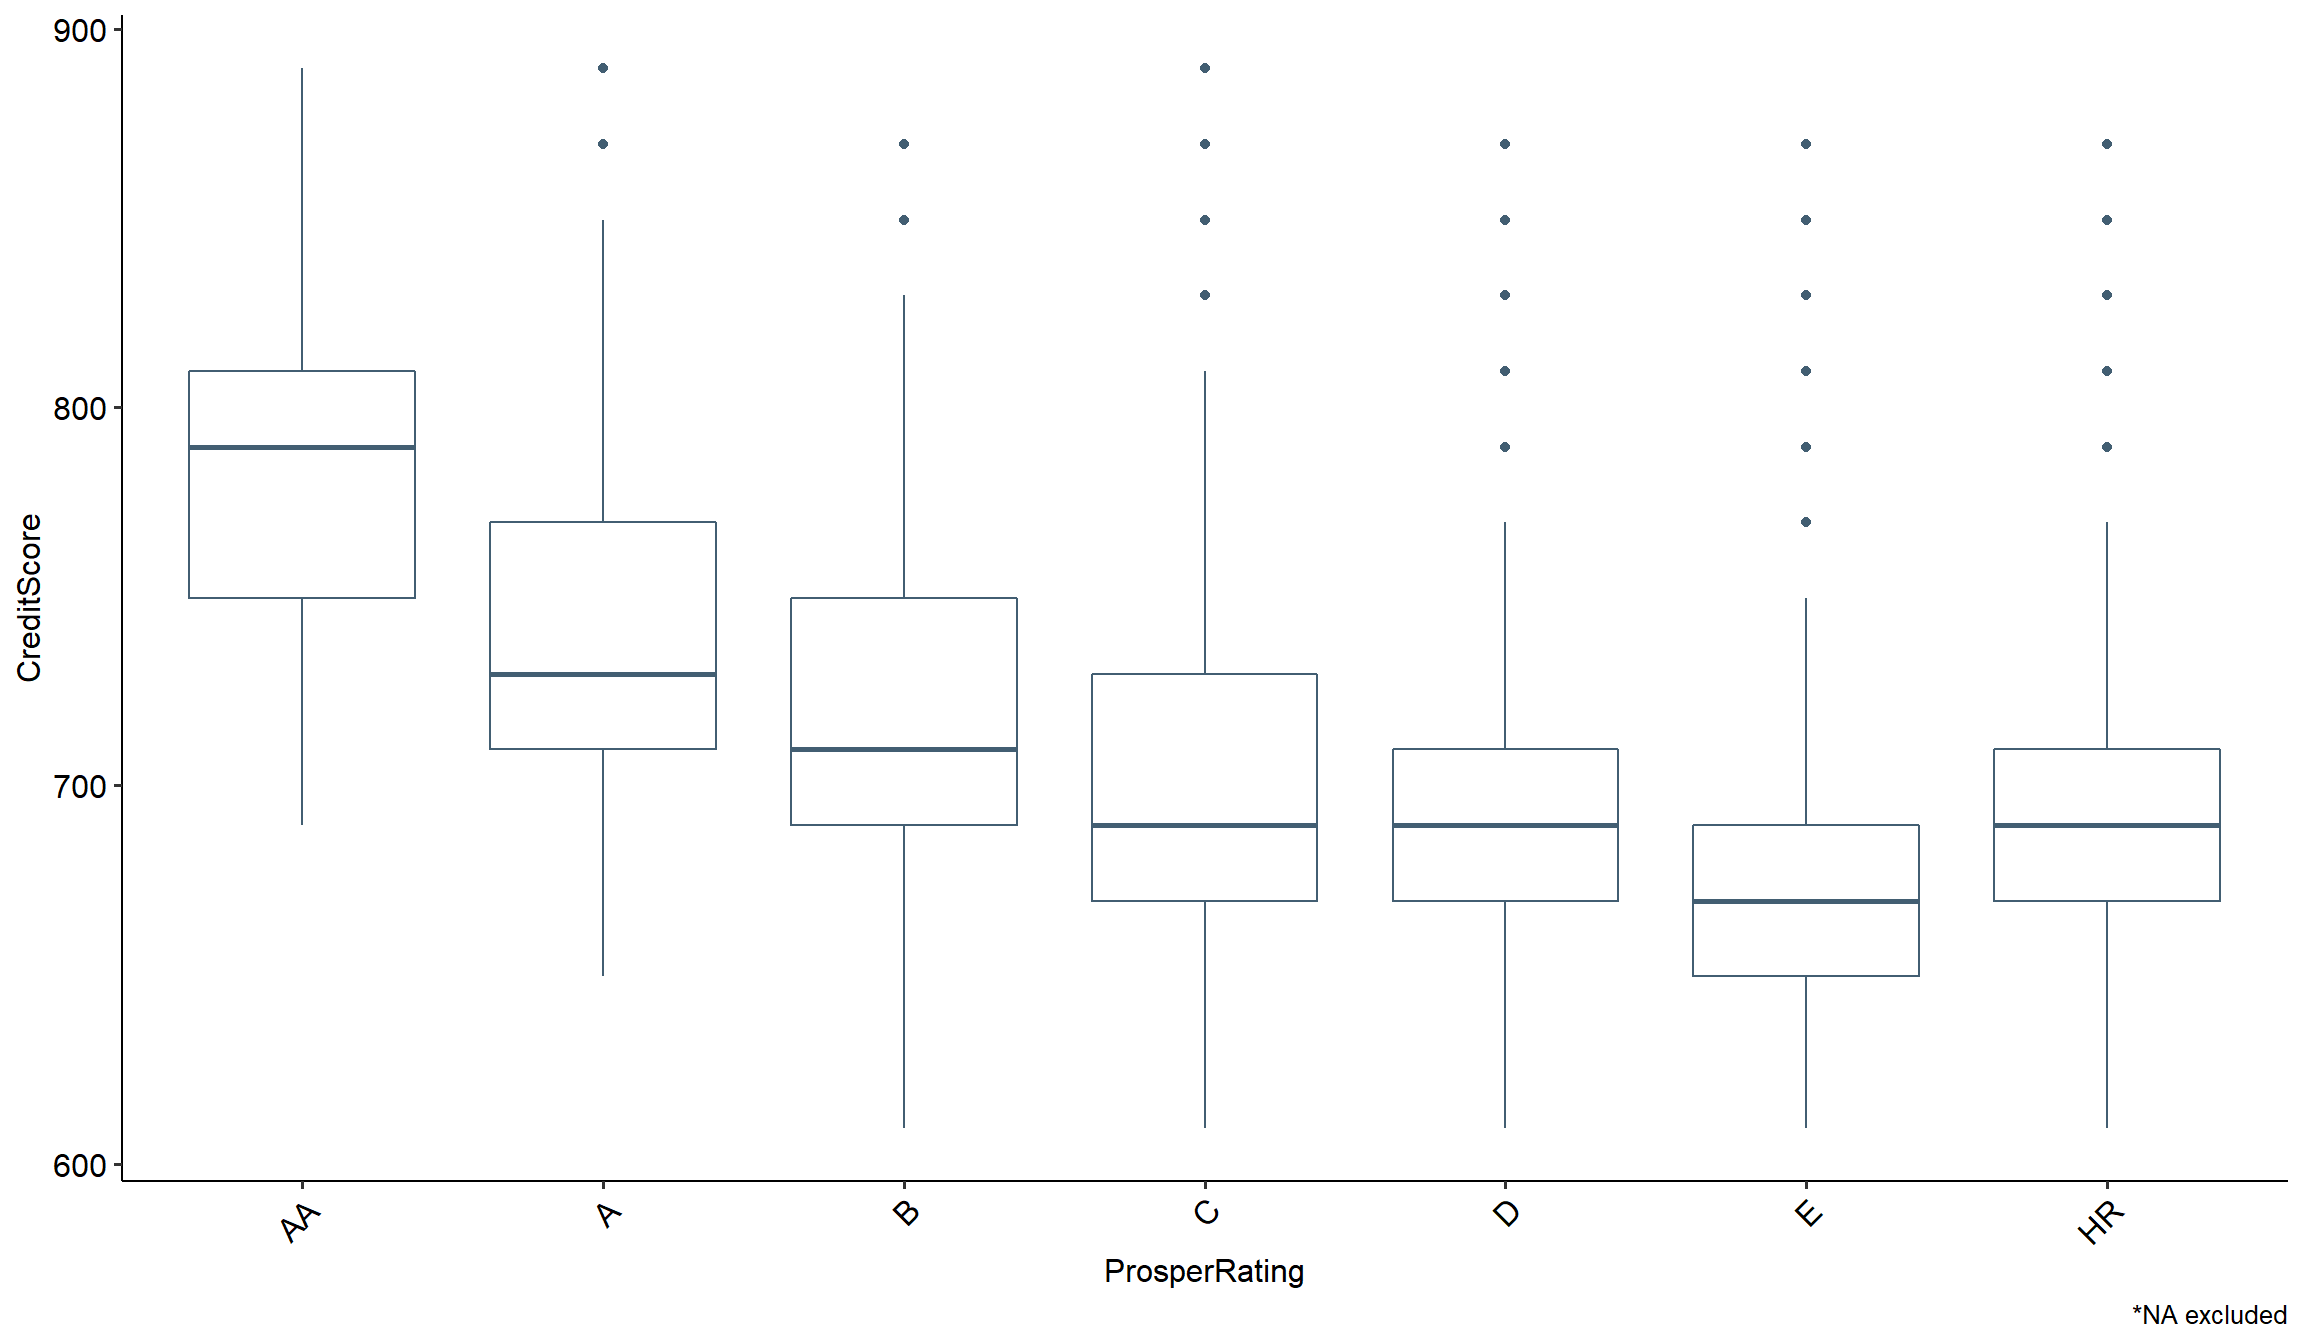 900
800
700
600
CreditScore
AA
A
B
C
D
E
HR
ProsperRating
*NA excluded